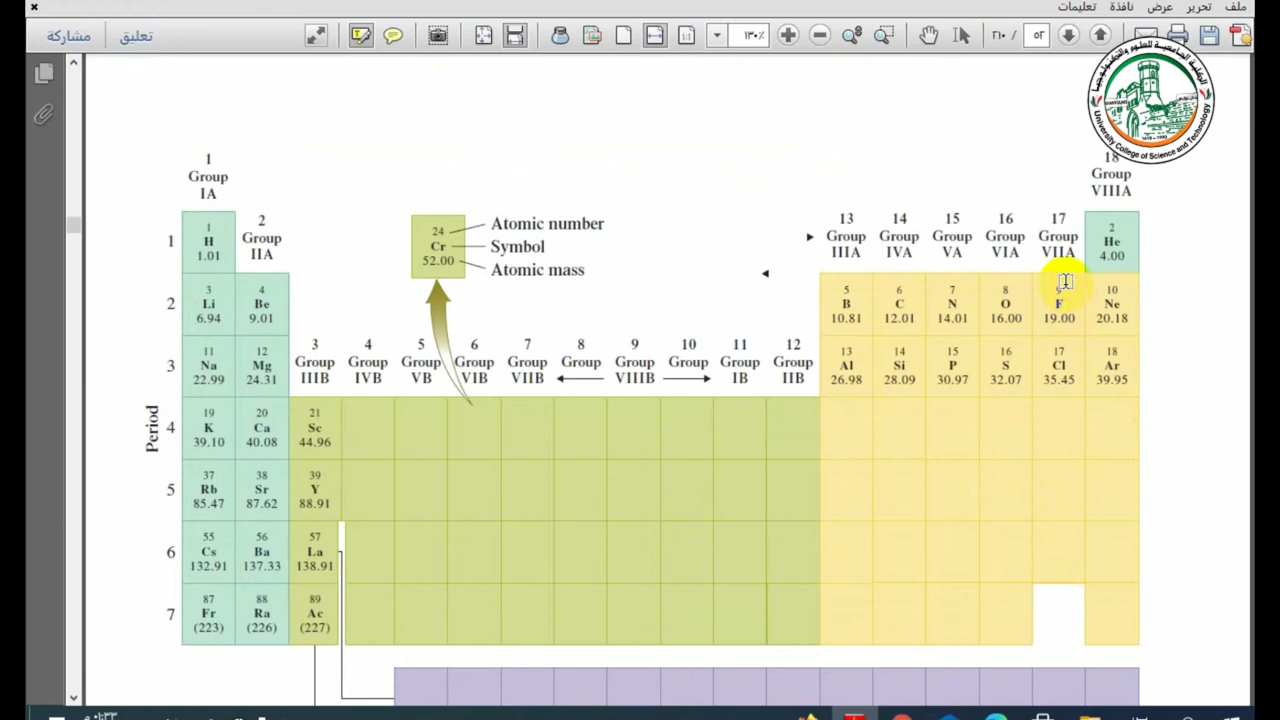 ملف تحرير عرض نافذة تعليمات
مشاركة تعليق ١٣٠٪ ٢١٠ / ٥٢
الكلية الجامعية للعلوم والتكنولوجيا
University College of Science and Technology
1
Group
IA
18
Group
VIIIA
2
Group
IIA
13 14 15 16 17
Group Group Group Group Group
IIIA IVA VA VIA VIIA
24
Cr
52.00
Atomic number
Symbol
Atomic mass
Period
1
1 2
H He
1.01 4.00
2
3 4 5 6 7 8 9 10
Li Be B C N O F Ne
6.94 9.01 10.81 12.01 14.01 16.00 19.00 20.18
3 4 5 6 7 8 9 10 11 12
Group Group Group Group Group Group Group Group Group Group
IIIB IVB VB VIB VIIB VIIIB IB IIB
3
11 12 13 14 15 16 17 18
Na Mg Al Si P S Cl Ar
22.99 24.31 26.98 28.09 30.97 32.07 35.45 39.95
4
19 20 21
K Ca Sc
39.10 40.08 44.96
5
37 38 39
Rb Sr Y
85.47 87.62 88.91
6
55 56 57
Cs Ba La
132.91 137.33 138.91
7
87 88 89
Fr Ra Ac
(223) (226) (227)